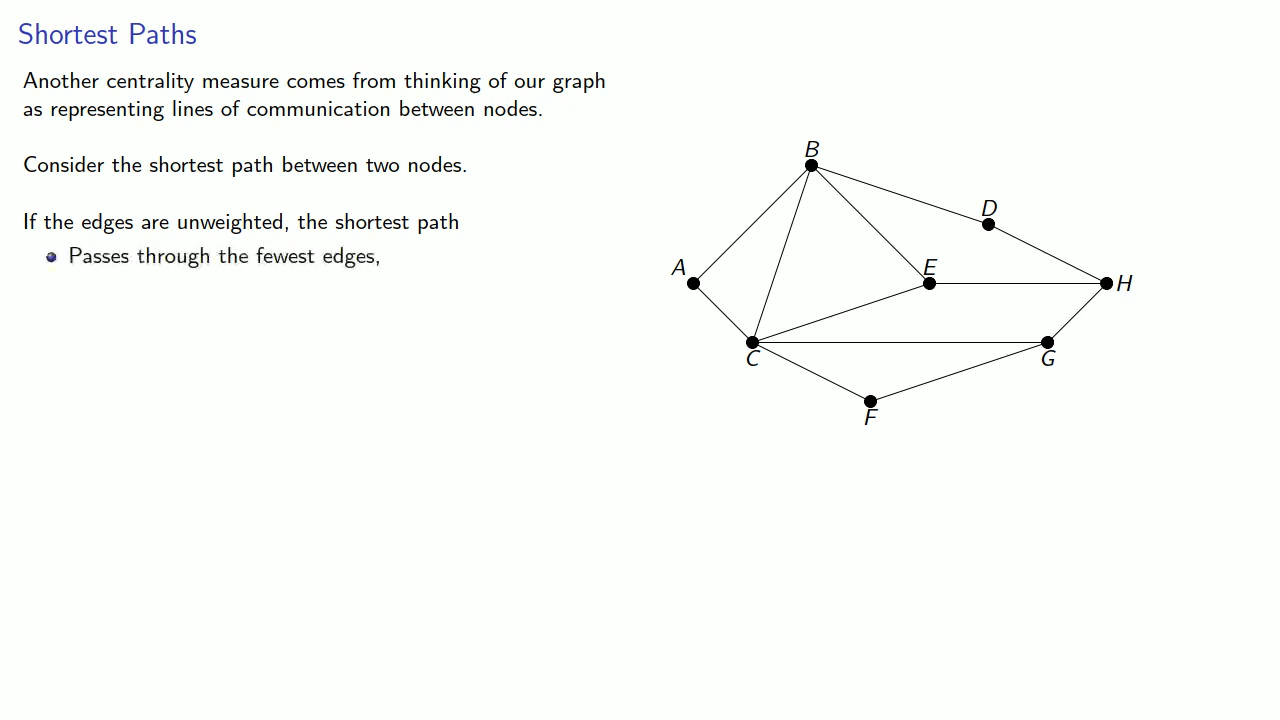 Shortest Paths
Another centrality measure comes from thinking of our graph
as representing lines of communication between nodes.
Consider the shortest path between two nodes.
If the edges are unweighted, the shortest path
Passes through the fewest edges,
B
D
A
E
H
C
G
F